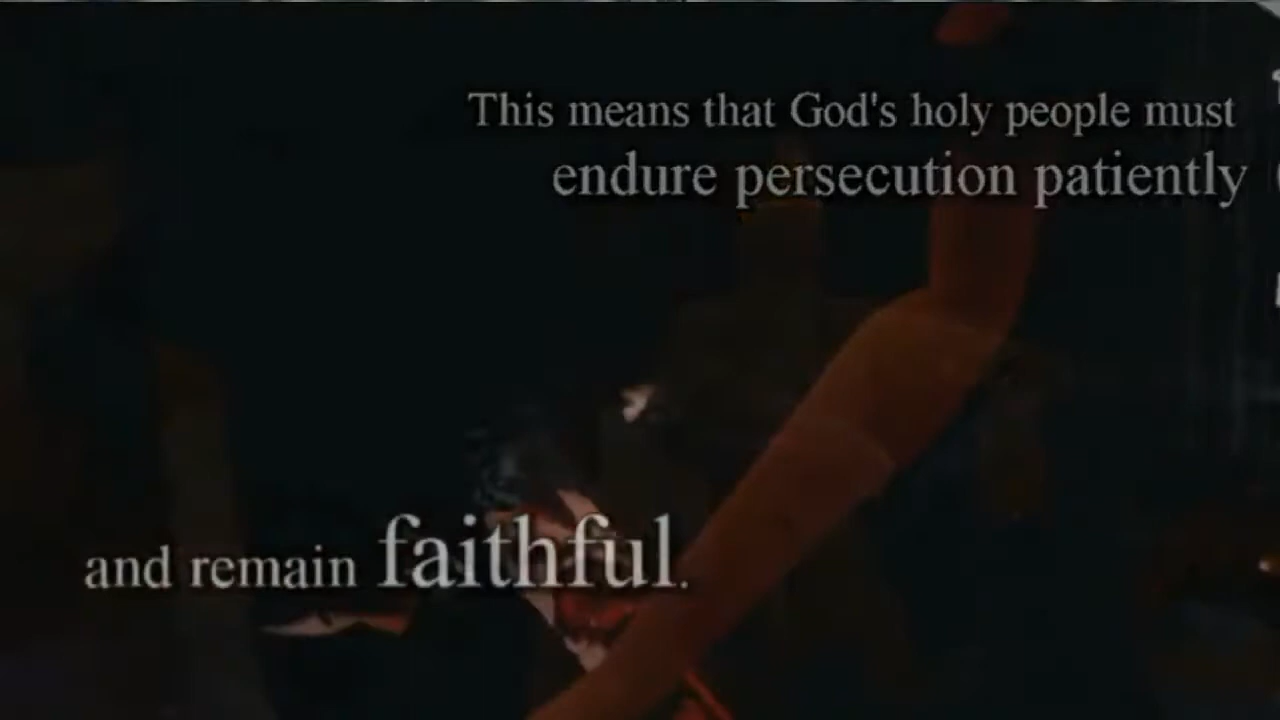 This means that God's holy people must
endure persecution patiently
and remain faithful.